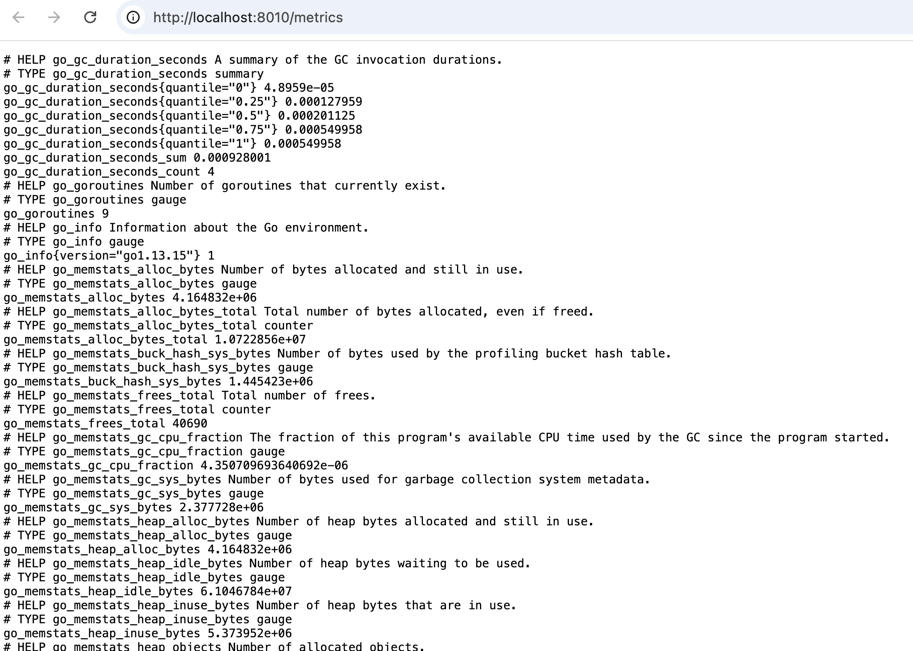 http://localhost:8010/metrics
# HELP go_gc_duration_seconds A summary of the GC invocation durations.
# TYPE go_gc_duration_seconds summary
go_gc_duration_seconds{quantile="0"} 4.8959e-05
go_gc_duration_seconds{quantile="0.25"} 0.000127959
go_gc_duration_seconds{quantile="0.5"} 0.000201125
go_gc_duration_seconds{quantile="0.75"} 0.000549958
go_gc_duration_seconds{quantile="1"} 0.000549958
go_gc_duration_seconds_sum 0.000928001
go_gc_duration_seconds_count 4
# HELP go_goroutines Number of goroutines that currently exist.
# TYPE go_goroutines gauge
go_goroutines 9
# HELP go_info Information about the Go environment.
# TYPE go_info gauge
go_info{version="go1.13.15"} 1
# HELP go_memstats_alloc_bytes Number of bytes allocated and still in use.
# TYPE go_memstats_alloc_bytes gauge
go_memstats_alloc_bytes 4.164832e+06
# HELP go_memstats_alloc_bytes_total Total number of bytes allocated, even if freed.
# TYPE go_memstats_alloc_bytes_total counter
go_memstats_alloc_bytes_total 1.0722856e+07
# HELP go_memstats_buck_hash_sys_bytes Number of bytes used by the profiling bucket hash table.
# TYPE go_memstats_buck_hash_sys_bytes gauge
go_memstats_buck_hash_sys_bytes 1.445423e+06
# HELP go_memstats_frees_total Total number of frees.
# TYPE go_memstats_frees_total counter
go_memstats_frees_total 40690
# HELP go_memstats_gc_cpu_fraction The fraction of this program's available CPU time used by the GC since the program started.
# TYPE go_memstats_gc_cpu_fraction gauge
go_memstats_gc_cpu_fraction 4.350709693640692e-06
# HELP go_memstats_gc_sys_bytes Number of bytes used for garbage collection system metadata.
# TYPE go_memstats_gc_sys_bytes gauge
go_memstats_gc_sys_bytes 2.377728e+06
# HELP go_memstats_heap_alloc_bytes Number of heap bytes allocated and still in use.
# TYPE go_memstats_heap_alloc_bytes gauge
go_memstats_heap_alloc_bytes 4.164832e+06
# HELP go_memstats_heap_idle_bytes Number of heap bytes waiting to be used.
# TYPE go_memstats_heap_idle_bytes gauge
go_memstats_heap_idle_bytes 6.1046784e+07
# HELP go_memstats_heap_inuse_bytes Number of heap bytes that are in use.
# TYPE go_memstats_heap_inuse_bytes gauge
go_memstats_heap_inuse_bytes 5.373952e+06
# HELP go_memstats_heap_objects Number of allocated objects.